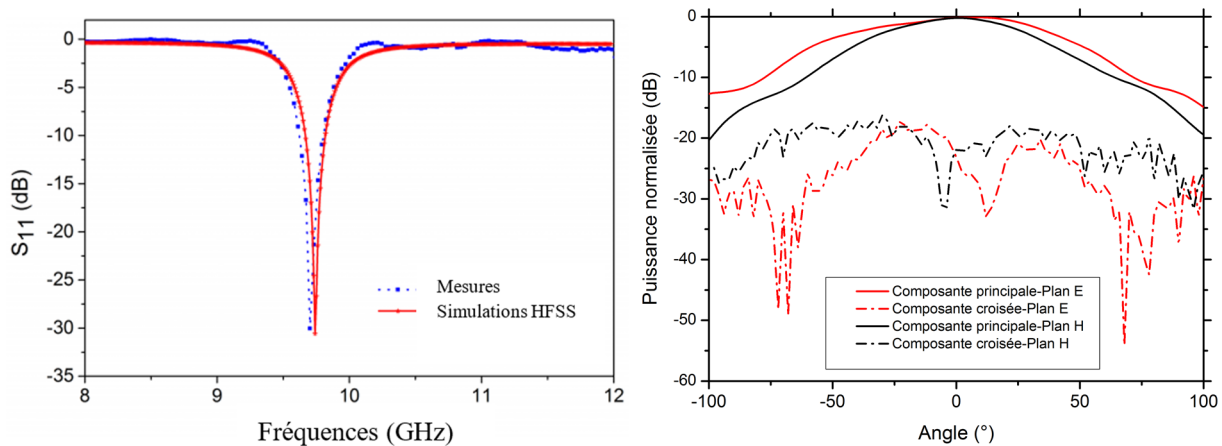 0
-5
-10
-15
-20
-25
-30
-35
S11 (dB)
8
9
10
11
12
Fréquences (GHz)
Mesures
Simulations HFSS
0
-10
-20
-30
-40
-50
-60
Puissance normalisée (dB)
-100
-50
0
50
100
Angle (°)
Composante principale-Plan E
Composante croisée-Plan E
Composante principale-Plan H
Composante croisée-Plan H